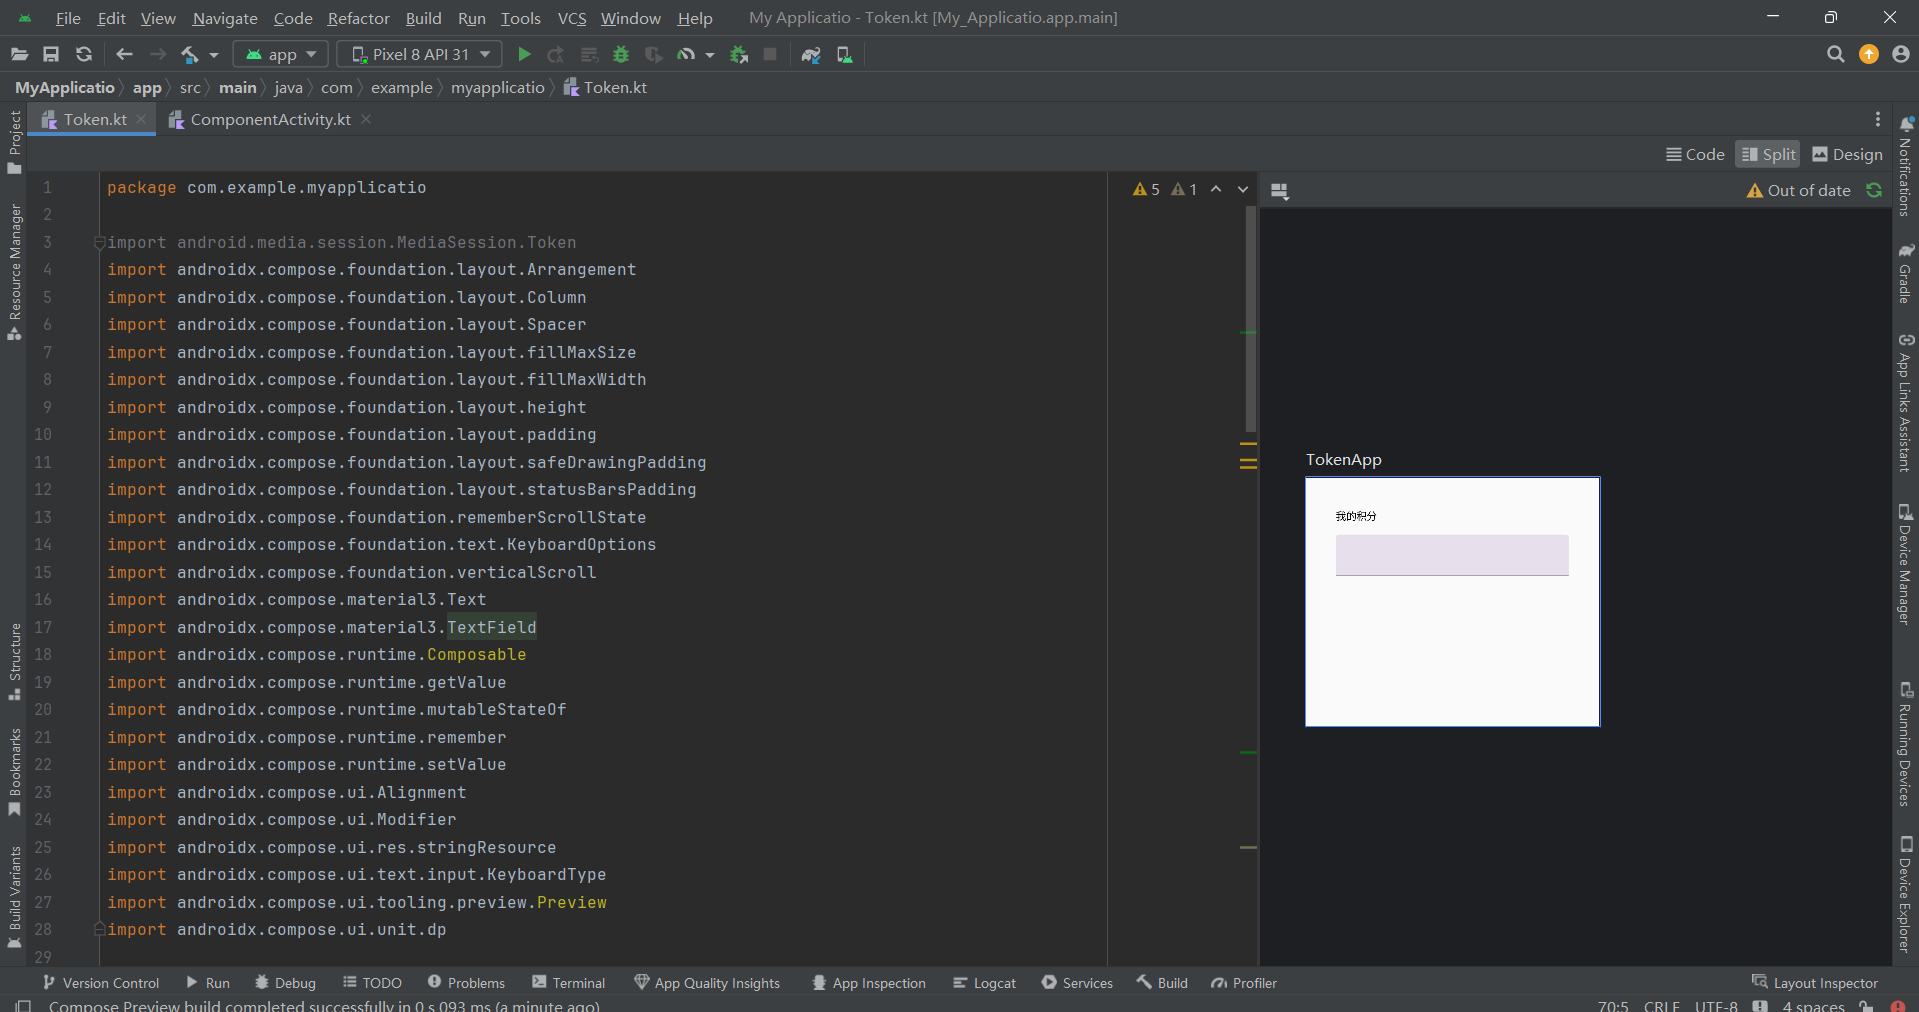 File Edit View Navigate Code Refactor Build Run Tools VCS Window Help My Applicatio - Token.kt [My_Applicatio.app.main]
app Pixel 8 API 31
MyApplicatio app src main java com example myapplicatio Token.kt
Token.kt ComponentActivity.kt
Code Split Design
5 1
Out of date
1 package com.example.myapplicatio
2
3 import android.media.session.MediaSession.Token
4 import androidx.compose.foundation.layout.Arrangement
5 import androidx.compose.foundation.layout.Column
6 import androidx.compose.foundation.layout.Spacer
7 import androidx.compose.foundation.layout.fillMaxSize
8 import androidx.compose.foundation.layout.fillMaxWidth
9 import androidx.compose.foundation.layout.height
10 import androidx.compose.foundation.layout.padding
11 import androidx.compose.foundation.layout.safeDrawingPadding
12 import androidx.compose.foundation.layout.statusBarsPadding
13 import androidx.compose.foundation.rememberScrollState
14 import androidx.compose.foundation.text.KeyboardOptions
15 import androidx.compose.foundation.verticalScroll
16 import androidx.compose.material3.Text
17 import androidx.compose.material3.TextField
18 import androidx.compose.runtime.Composable
19 import androidx.compose.runtime.getValue
20 import androidx.compose.runtime.mutableStateOf
21 import androidx.compose.runtime.remember
22 import androidx.compose.runtime.setValue
23 import androidx.compose.ui.Alignment
24 import androidx.compose.ui.Modifier
25 import androidx.compose.ui.res.stringResource
26 import androidx.compose.ui.text.input.KeyboardType
27 import androidx.compose.ui.tooling.preview.Preview
28 import androidx.compose.ui.unit.dp
29
TokenApp
我的积分
Project
Resource Manager
Structure
Bookmarks
Build Variants
Notifications
Gradle
App Links Assistant
Device Manager
Running Devices
Device Explorer
Version Control Run Debug TODO Problems Terminal App Quality Insights App Inspection Logcat Services Build Profiler Layout Inspector
Compose Preview build completed successfully in 0 s 093 ms (a minute ago) 70:5 CRLF UTF-8 4 spaces